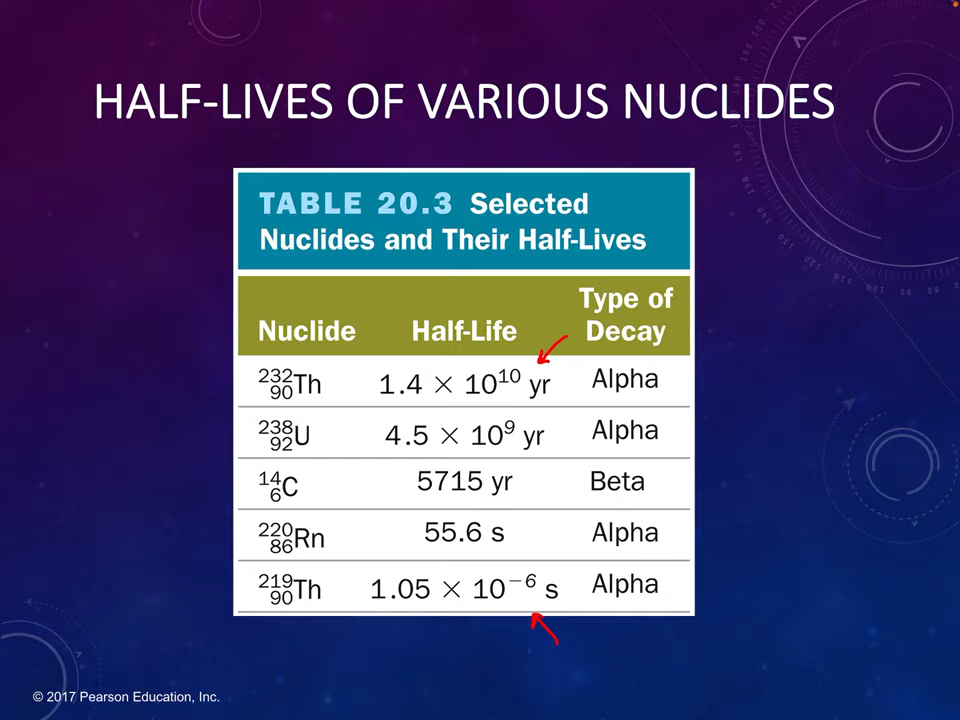 HALF-LIVES OF VARIOUS NUCLIDES
TABLE 20.3 Selected
Nuclides and Their Half-Lives
Nuclide Half-Life Type of Decay
²³²₉₀Th 1.4 × 10¹⁰ yr Alpha
²³⁸₉₂U 4.5 × 10⁹ yr Alpha
¹⁴₆C 5715 yr Beta
²²⁰₈₆Rn 55.6 s Alpha
²¹⁹₉₀Th 1.05 × 10⁻⁶ s Alpha
© 2017 Pearson Education, Inc.